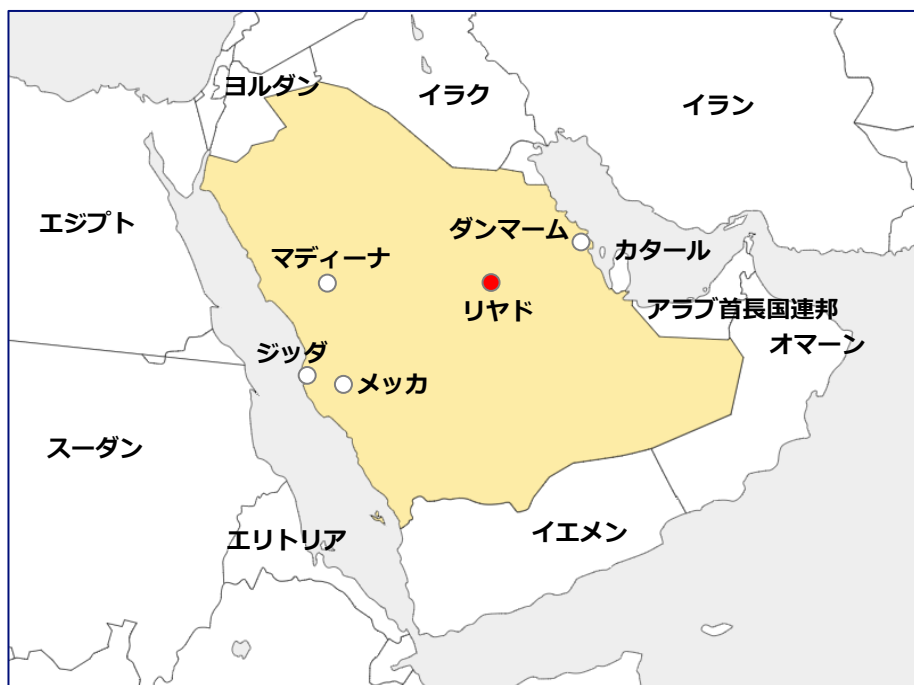 ヨルダン
イラク
イラン
エジプト
ダンマーム
カタール
マディーナ
リヤド
アラブ首長国連邦
オマーン
ジッダ
メッカ
スーダン
エリトリア
イエメン